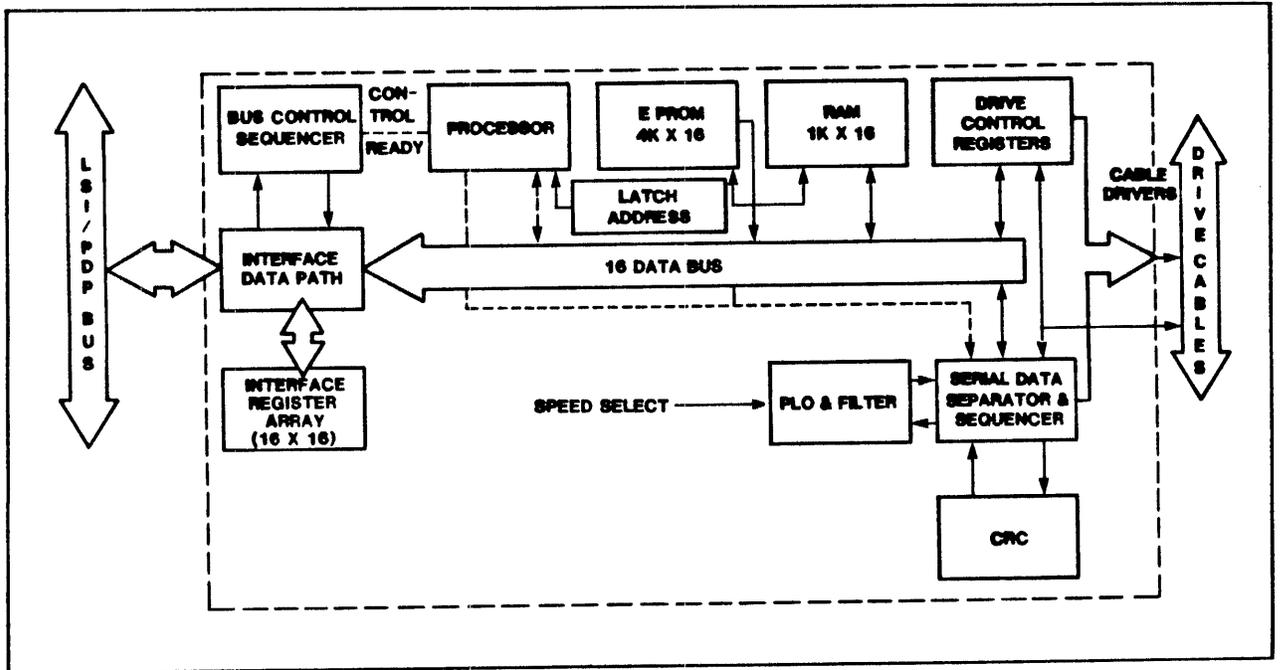 LSI/PDP BUS
BUS CONTROL
SEQUENCER
CON-
TROL
READY
PROCESSOR
E PROM
4K X 16
RAM
1K X 16
DRIVE
CONTROL
REGISTERS
LATCH
ADDRESS
CABLE
DRIVERS
DRIVE CABLES
INTERFACE
DATA PATH
16 DATA BUS
INTERFACE
REGISTER
ARRAY
(16 X 16)
SPEED SELECT
PLO & FILTER
SERIAL DATA
SEPARATOR &
SEQUENCER
CRC